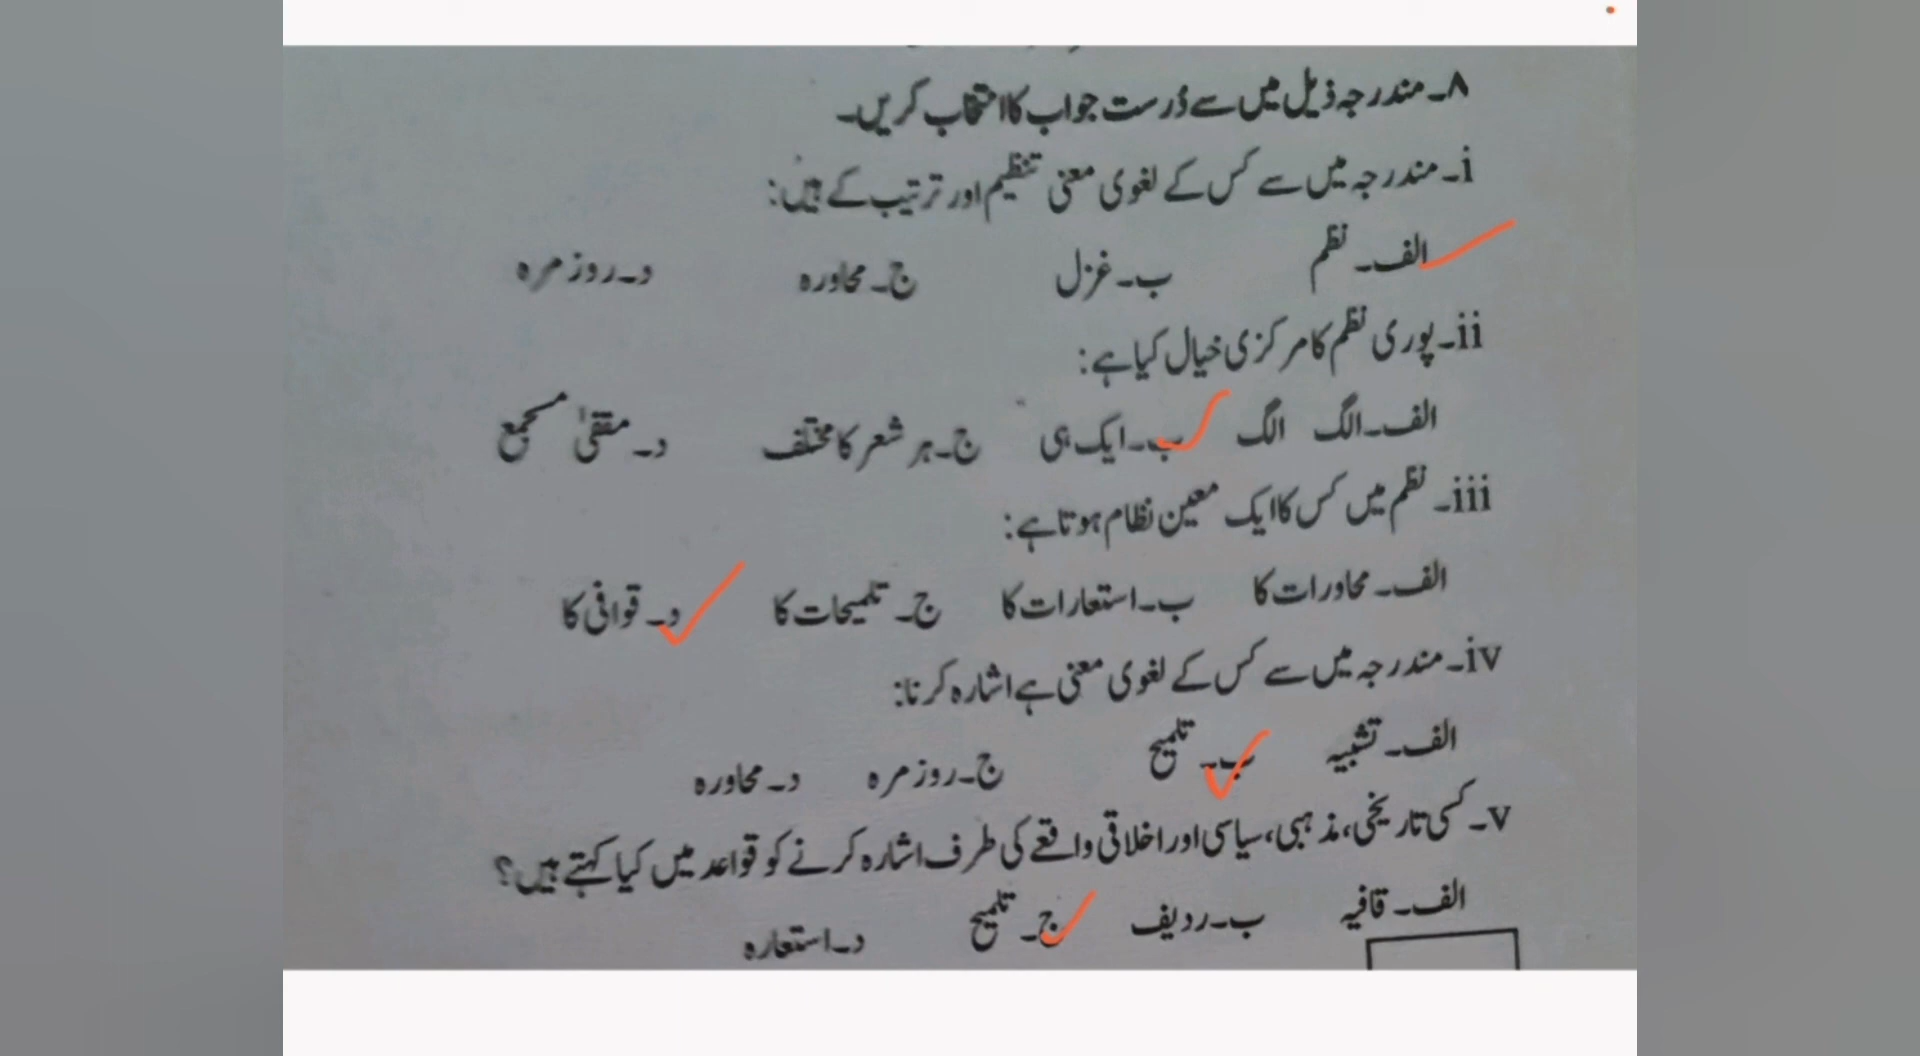 ۸۔ مندرجہ ذیل میں سے دُرست جواب کا انتخاب کریں۔
i۔ مندرجہ میں سے کس کے لغوی معنی تنظیم اور ترتیب کے ہیں:
الف۔ نظم ب۔ غزل ج۔ محاورہ د۔ روزمرہ
ii۔ پوری نظم کا مرکزی خیال کیا ہے:
الف۔ الگ الگ ب۔ ایک ہی ج۔ ہر شعر کا مختلف د۔ مقفیٰ مسجع
iii۔ نظم میں کس کا ایک معین نظام ہوتا ہے:
الف۔ محاورات کا ب۔ استعارات کا ج۔ تلمیحات کا د۔ قوافی کا
iv۔ مندرجہ میں سے کس کے لغوی معنی ہے اشارہ کرنا:
الف۔ تشبیہ ب۔ تلمیح ج۔ روزمرہ د۔ محاورہ
v۔ کسی تاریخی، مذہبی، سیاسی اور اخلاقی واقعے کی طرف اشارہ کرنے کو قواعد میں کیا کہتے ہیں؟
الف۔ قافیہ ب۔ ردیف ج۔ تلمیح د۔ استعارہ